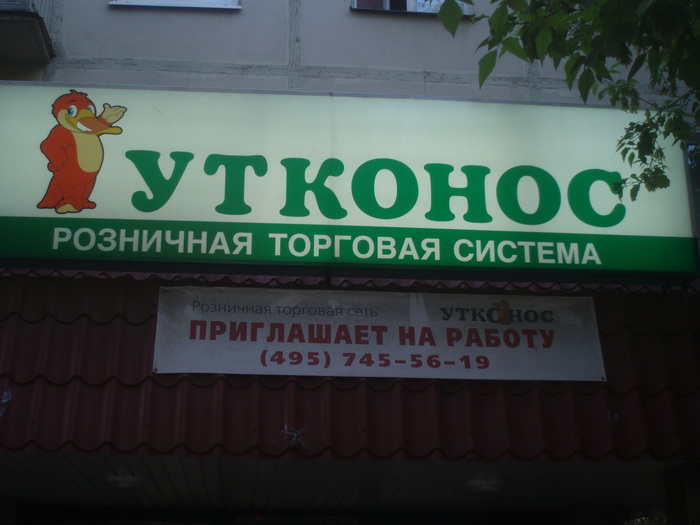 УТКОНОС
РОЗНИЧНАЯ ТОРГОВАЯ СИСТЕМА
Розничная торговая сеть УТКОНОС
ПРИГЛАШАЕТ НА РАБОТУ
(495) 745-56-19